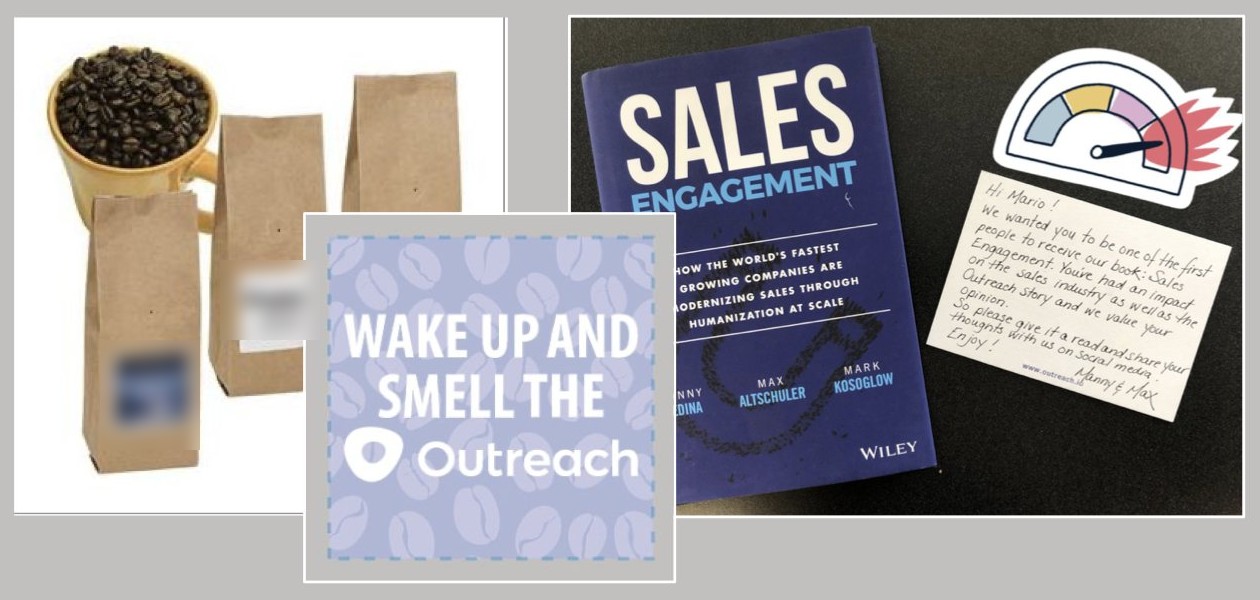 WAKE UP AND
SMELL THE
Outreach
SALES
ENGAGEMENT
HOW THE WORLD'S FASTEST
GROWING COMPANIES ARE
MODERNIZING SALES THROUGH
HUMANIZATION AT SCALE
MAX
ALTSCHULER
MARK
KOSOGLOW
WILEY
Hi Mario!
We wanted you to be one of the first
people to receive our book: Sales
Engagement. You've had an impact
on the sales industry as well as the
Outreach Story and we value your
opinion.
So please give it a read and share your
thoughts with us on social media.
Enjoy!
Manny & Max